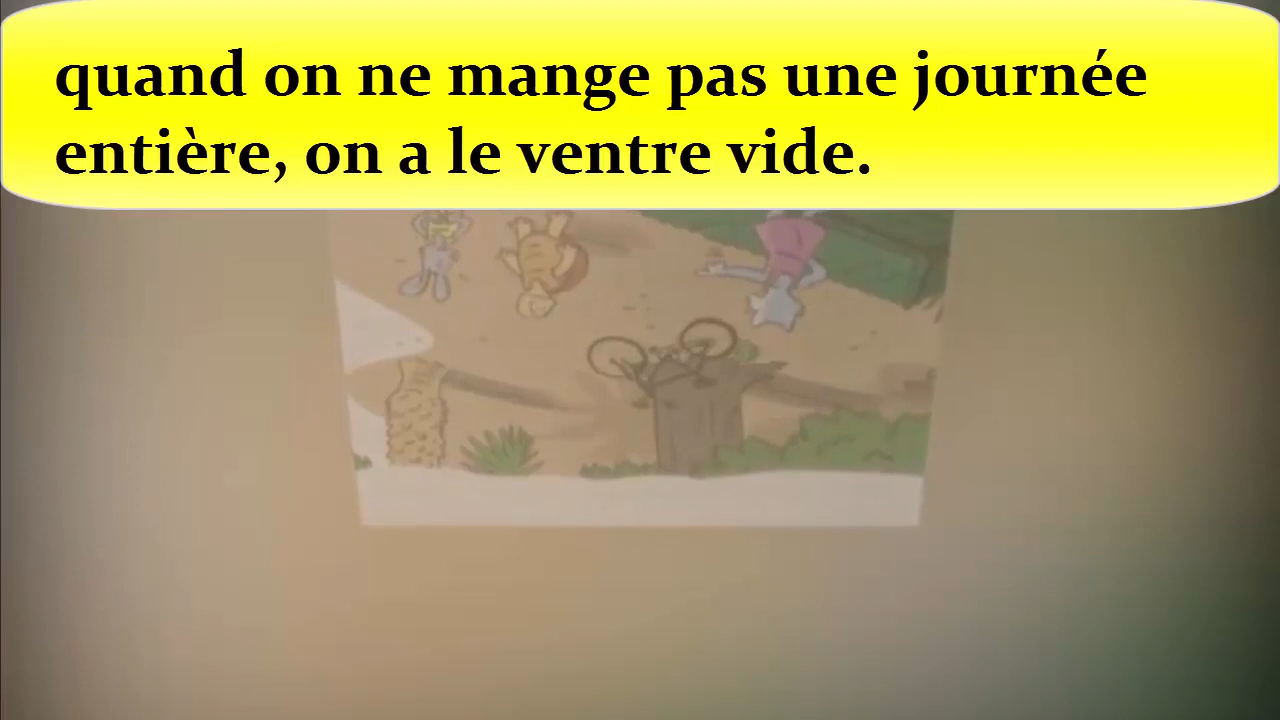 quand on ne mange pas une journée
entière, on a le ventre vide.